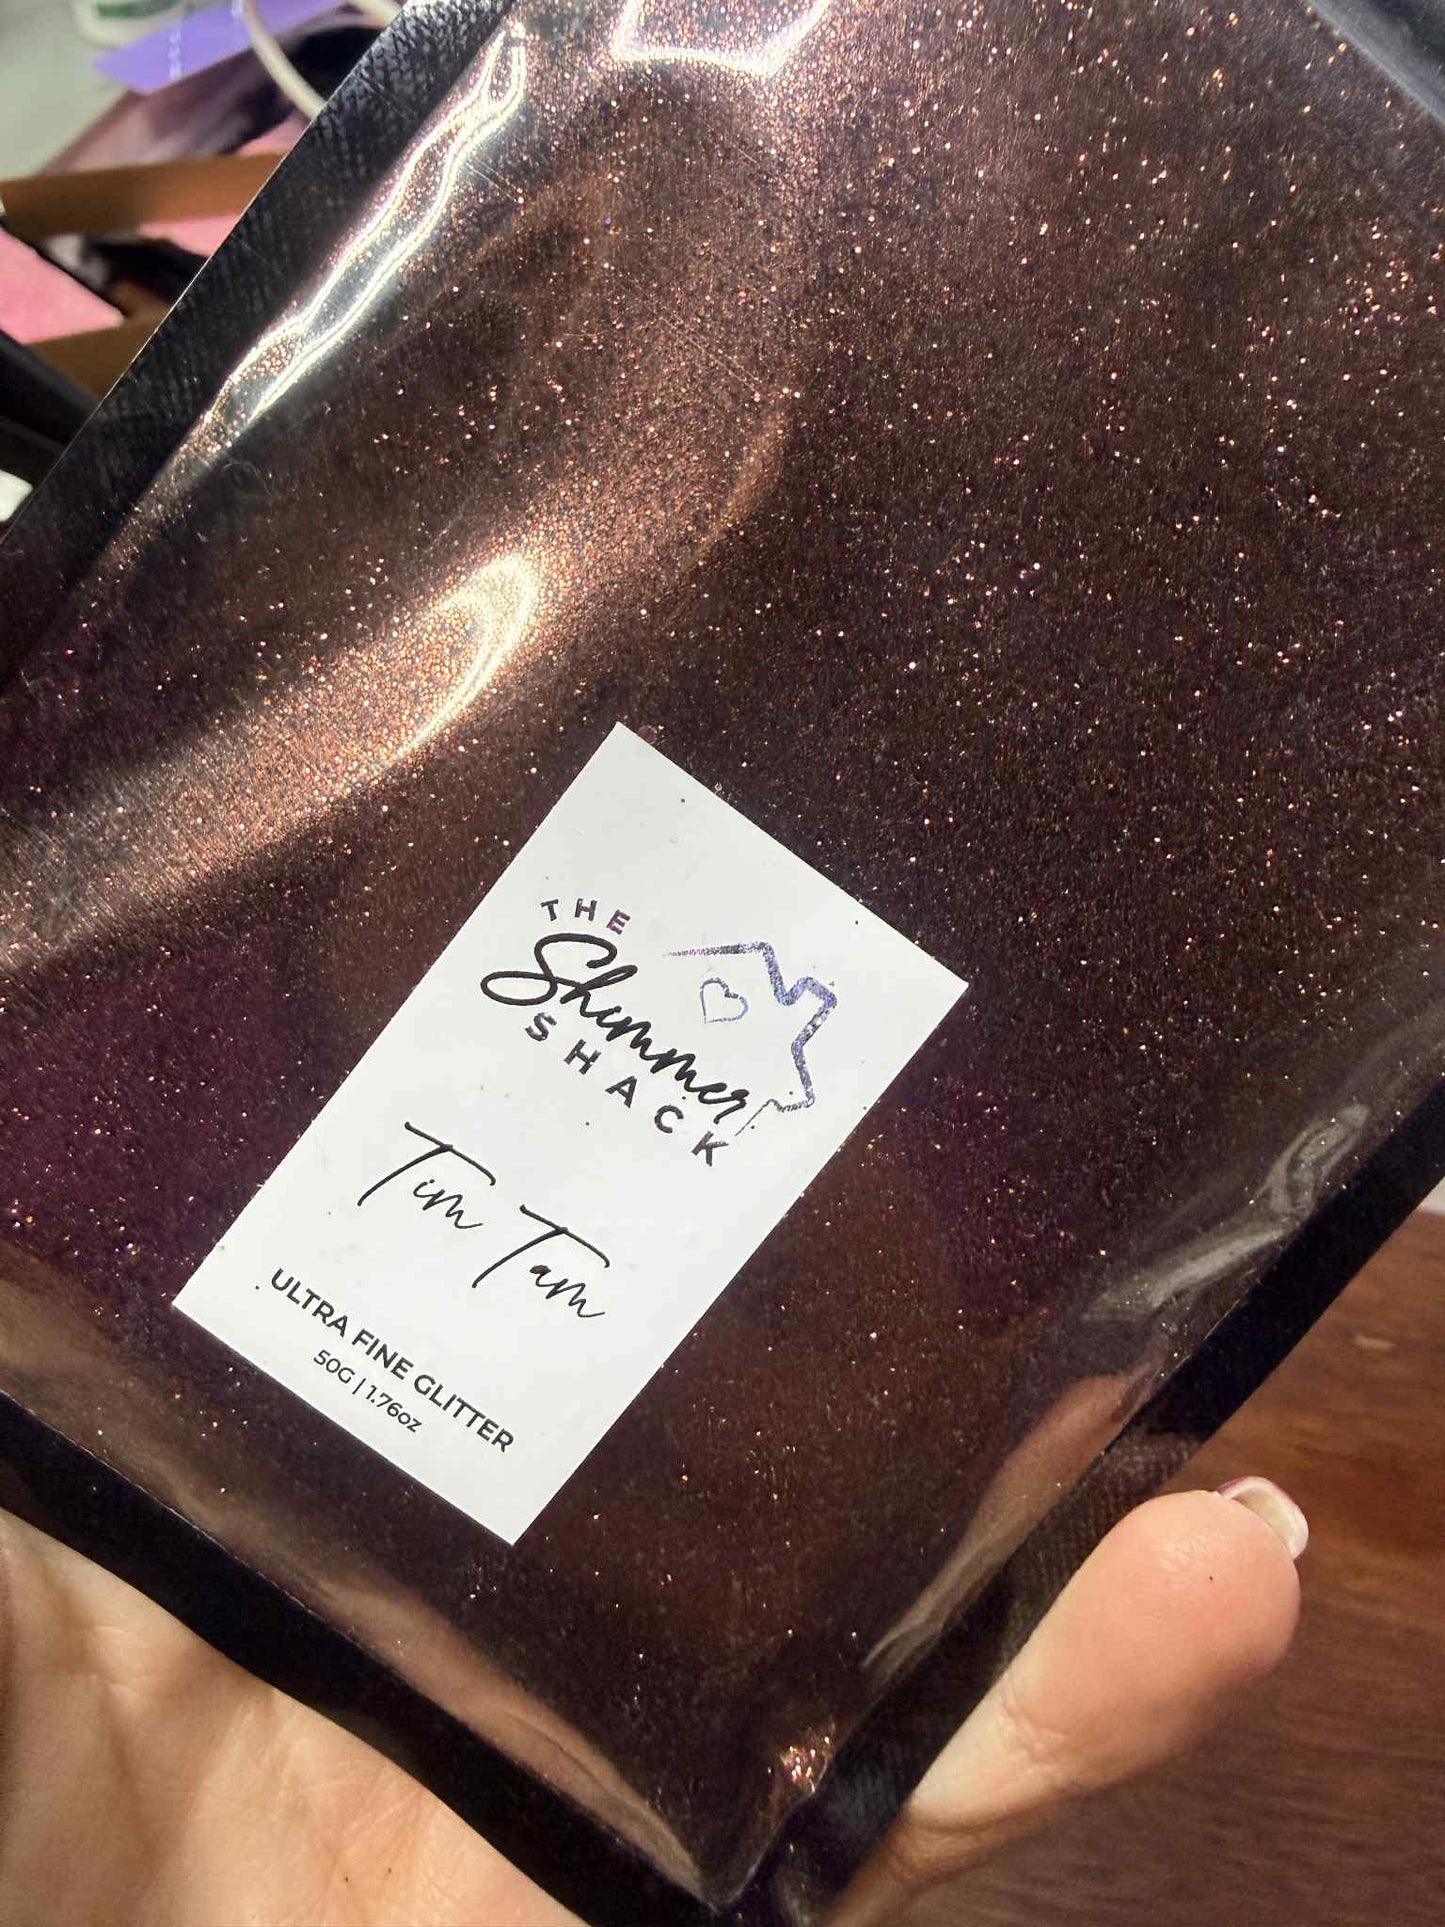 THE
Shimmer
SHACK
Tim Tam
ULTRA FINE GLITTER
50G | 1.76oz